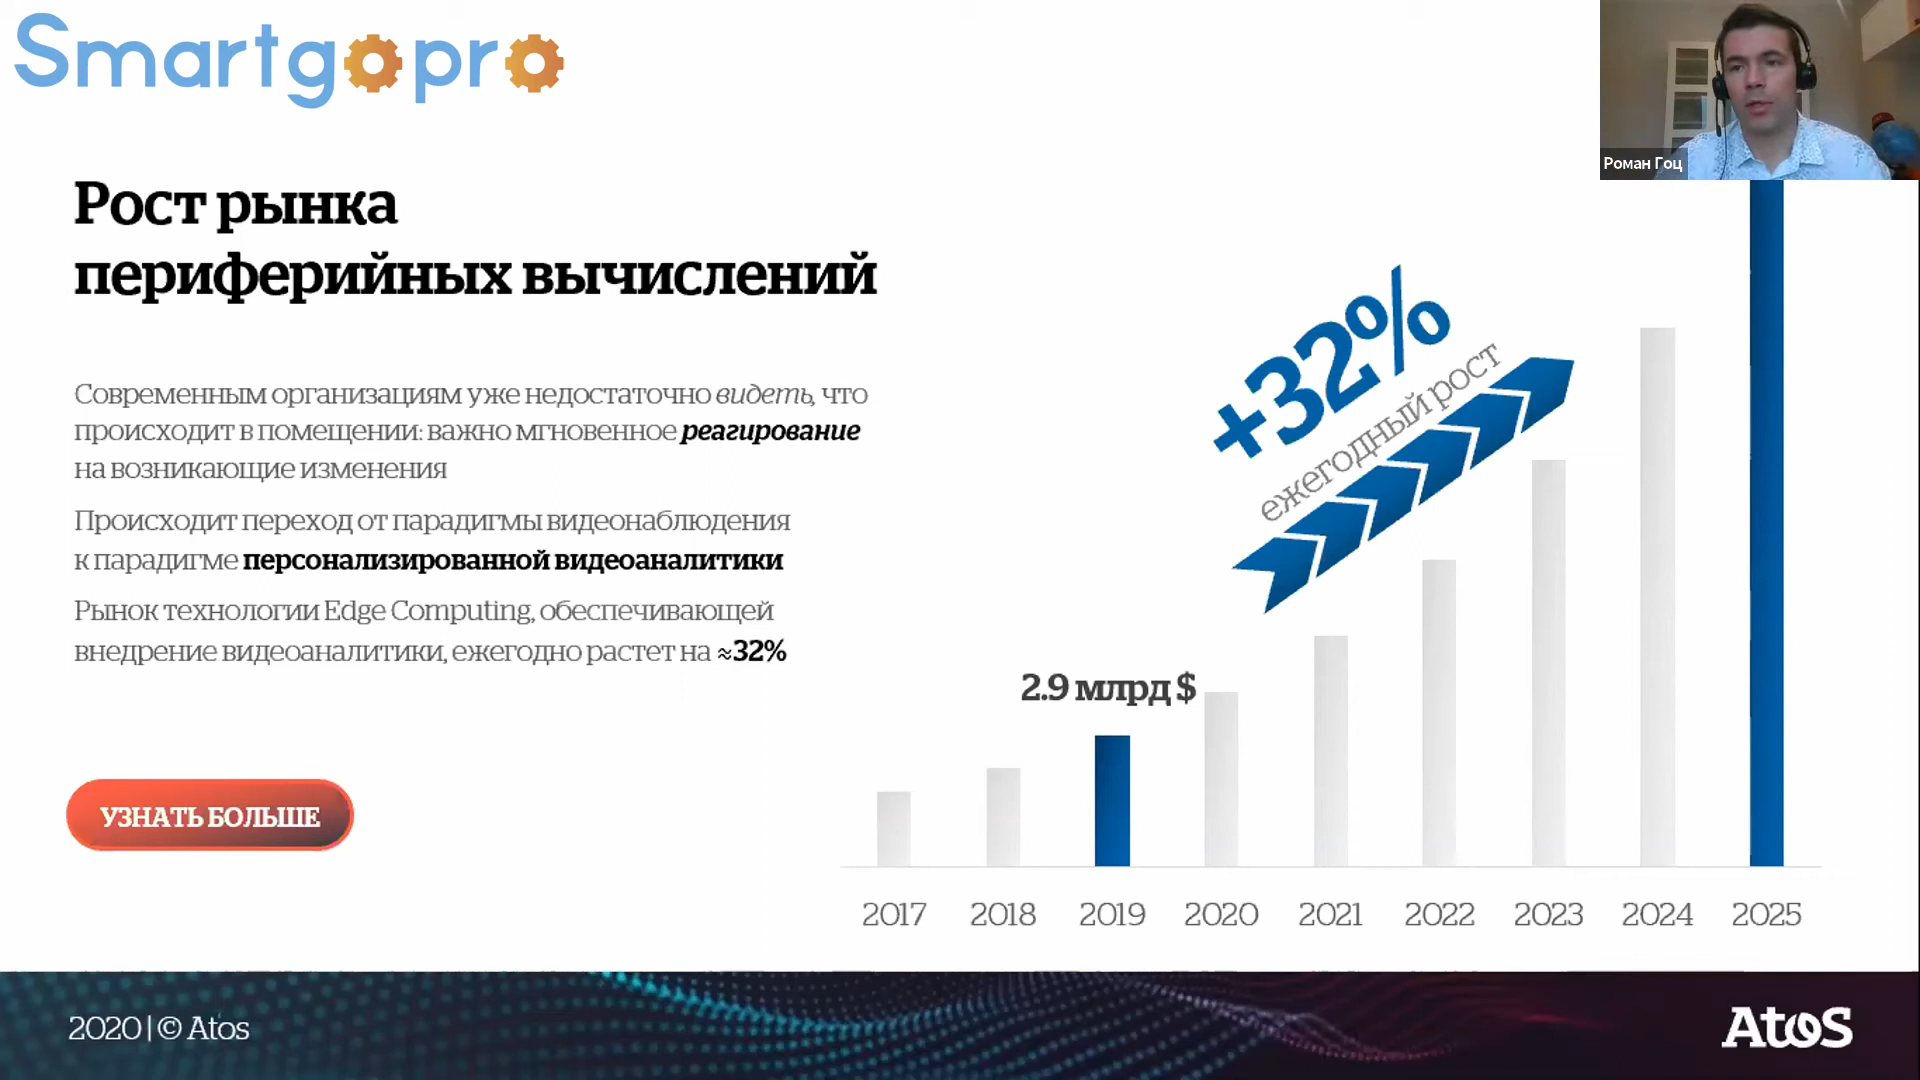 Smartgopro
Роман Гоц
Рост рынка
периферийных вычислений
Современным организациям уже недостаточно видеть, что
происходит в помещении: важно мгновенное реагирование
на возникающие изменения
Происходит переход от парадигмы видеонаблюдения
к парадигме персонализированной видеоаналитики
Рынок технологии Edge Computing, обеспечивающей
внедрение видеоаналитики, ежегодно растет на ≈32%
УЗНАТЬ БОЛЬШЕ
+32%
ежегодный рост
2.9 млрд $
2017 2018 2019 2020 2021 2022 2023 2024 2025
2020 | © Atos
Atos